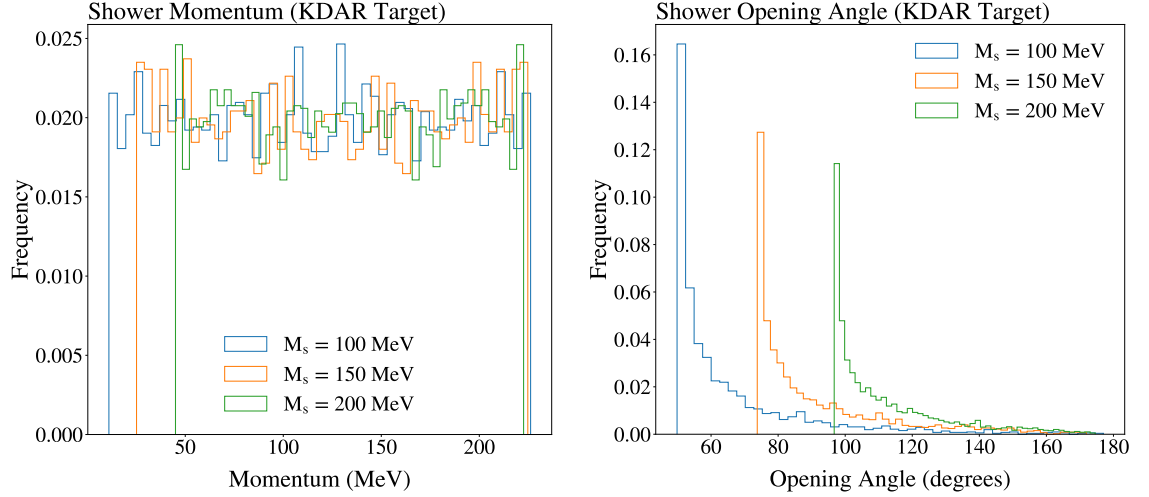 Shower Momentum (KDAR Target)
0.025
0.020
0.015
0.010
0.005
0.000
Frequency
M_s = 100 MeV
M_s = 150 MeV
M_s = 200 MeV
50 100 150 200
Momentum (MeV)
Shower Opening Angle (KDAR Target)
0.16
0.14
0.12
0.10
0.08
0.06
0.04
0.02
0.00
Frequency
M_s = 100 MeV
M_s = 150 MeV
M_s = 200 MeV
60 80 100 120 140 160 180
Opening Angle (degrees)